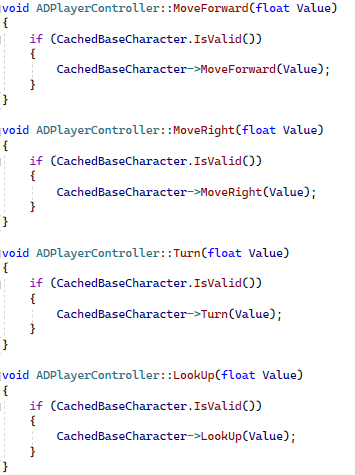 void ADPlayerController::MoveForward(float Value)
{
    if (CachedBaseCharacter.IsValid())
    {
        CachedBaseCharacter->MoveForward(Value);
    }
}

void ADPlayerController::MoveRight(float Value)
{
    if (CachedBaseCharacter.IsValid())
    {
        CachedBaseCharacter->MoveRight(Value);
    }
}

void ADPlayerController::Turn(float Value)
{
    if (CachedBaseCharacter.IsValid())
    {
        CachedBaseCharacter->Turn(Value);
    }
}

void ADPlayerController::LookUp(float Value)
{
    if (CachedBaseCharacter.IsValid())
    {
        CachedBaseCharacter->LookUp(Value);
    }
}